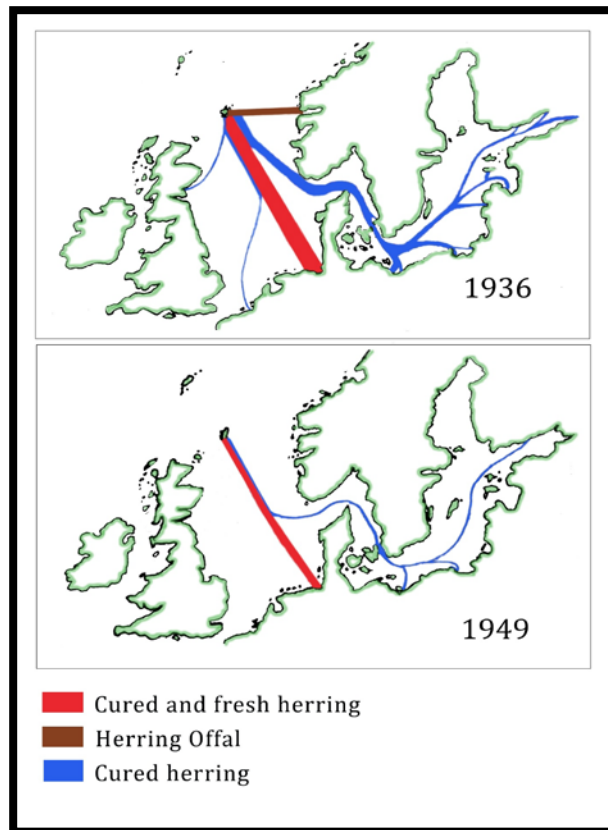 1936
1949
Cured and fresh herring
Herring Offal
Cured herring